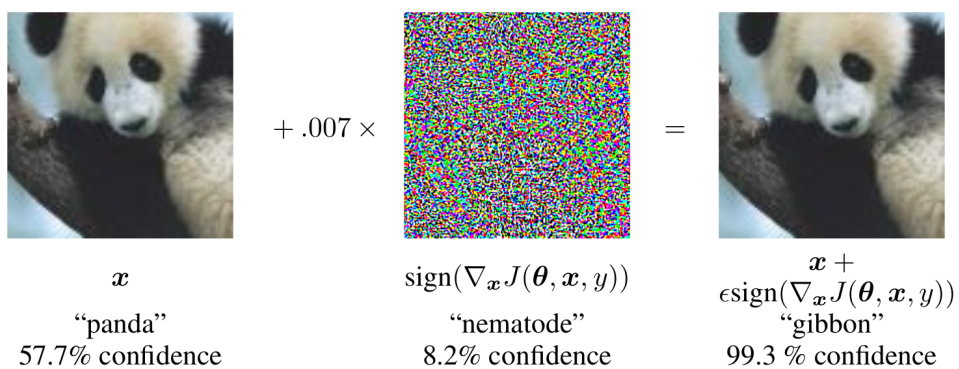 + .007 ×
=
x
sign(∇ₓJ(θ, x, y))
x +
ϵsign(∇ₓJ(θ, x, y))
“panda”
“nematode”
“gibbon”
57.7% confidence
8.2% confidence
99.3 % confidence